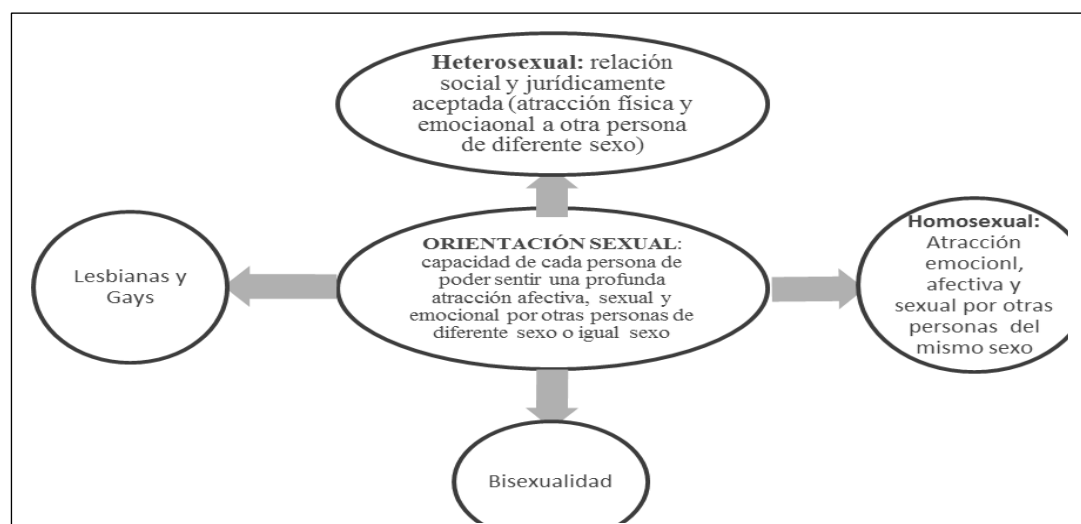 Heterosexual: relación
social y jurídicamente
aceptada (atracción física y
emociaonal a otra persona
de diferente sexo)
Lesbianas y
Gays
ORIENTACIÓN SEXUAL:
capacidad de cada persona de
poder sentir una profunda
atracción afectiva, sexual y
emocional por otras personas de
diferente sexo o igual sexo
Homosexual:
Atracción
emocionl,
afectiva y
sexual por otras
personas del
mismo sexo
Bisexualidad